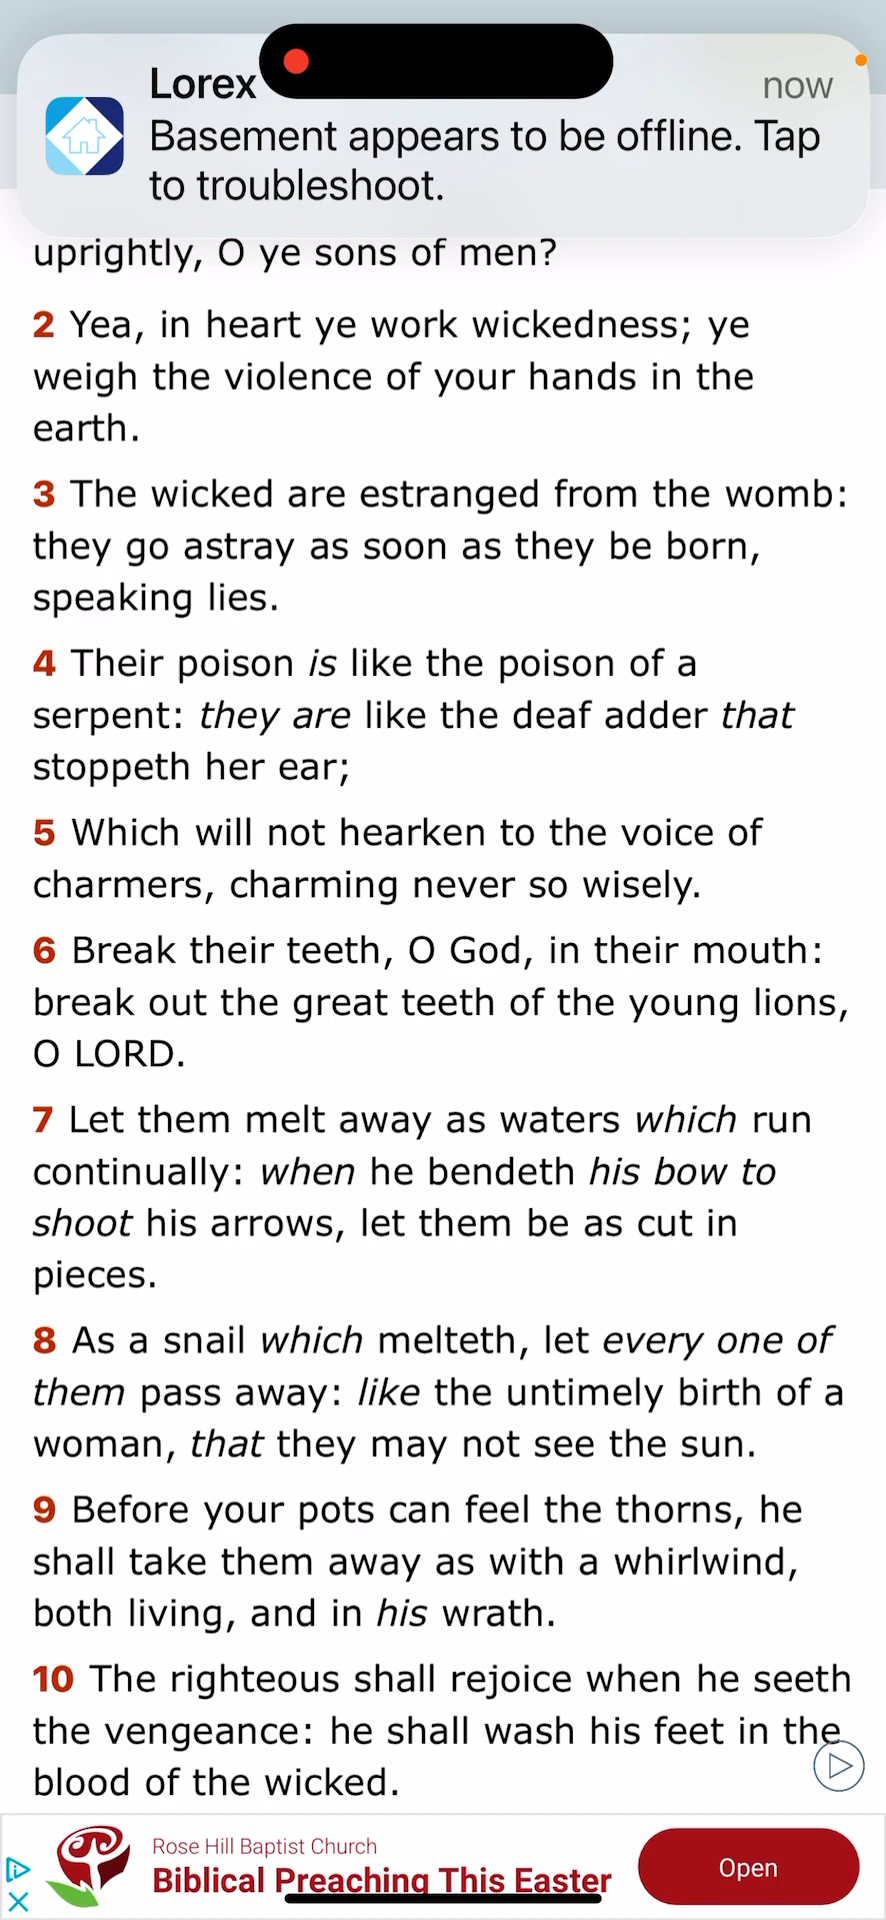 Lorex
now
Basement appears to be offline. Tap
to troubleshoot.
uprightly, O ye sons of men?
2 Yea, in heart ye work wickedness; ye
weigh the violence of your hands in the
earth.
3 The wicked are estranged from the womb:
they go astray as soon as they be born,
speaking lies.
4 Their poison is like the poison of a
serpent: they are like the deaf adder that
stoppeth her ear;
5 Which will not hearken to the voice of
charmers, charming never so wisely.
6 Break their teeth, O God, in their mouth:
break out the great teeth of the young lions,
O LORD.
7 Let them melt away as waters which run
continually: when he bendeth his bow to
shoot his arrows, let them be as cut in
pieces.
8 As a snail which melteth, let every one of
them pass away: like the untimely birth of a
woman, that they may not see the sun.
9 Before your pots can feel the thorns, he
shall take them away as with a whirlwind,
both living, and in his wrath.
10 The righteous shall rejoice when he seeth
the vengeance: he shall wash his feet in the
blood of the wicked.
Rose Hill Baptist Church
Biblical Preaching This Easter
Open